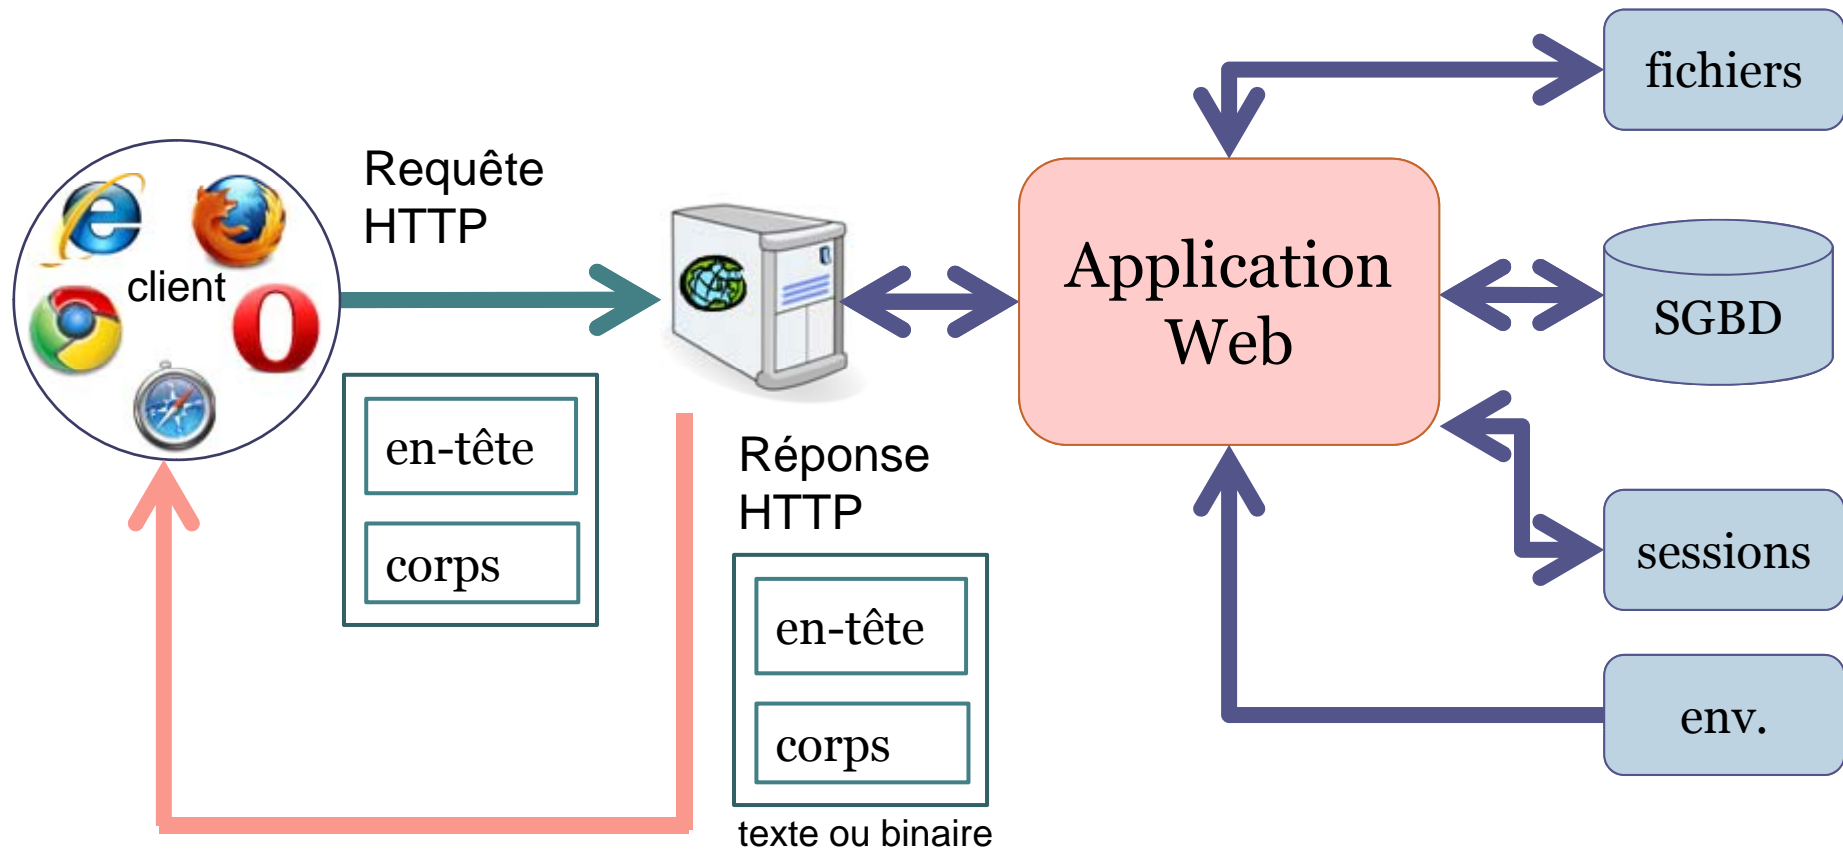 client
Requête
HTTP
en-tête
corps
Réponse
HTTP
en-tête
corps
texte ou binaire
Application
Web
fichiers
SGBD
sessions
env.